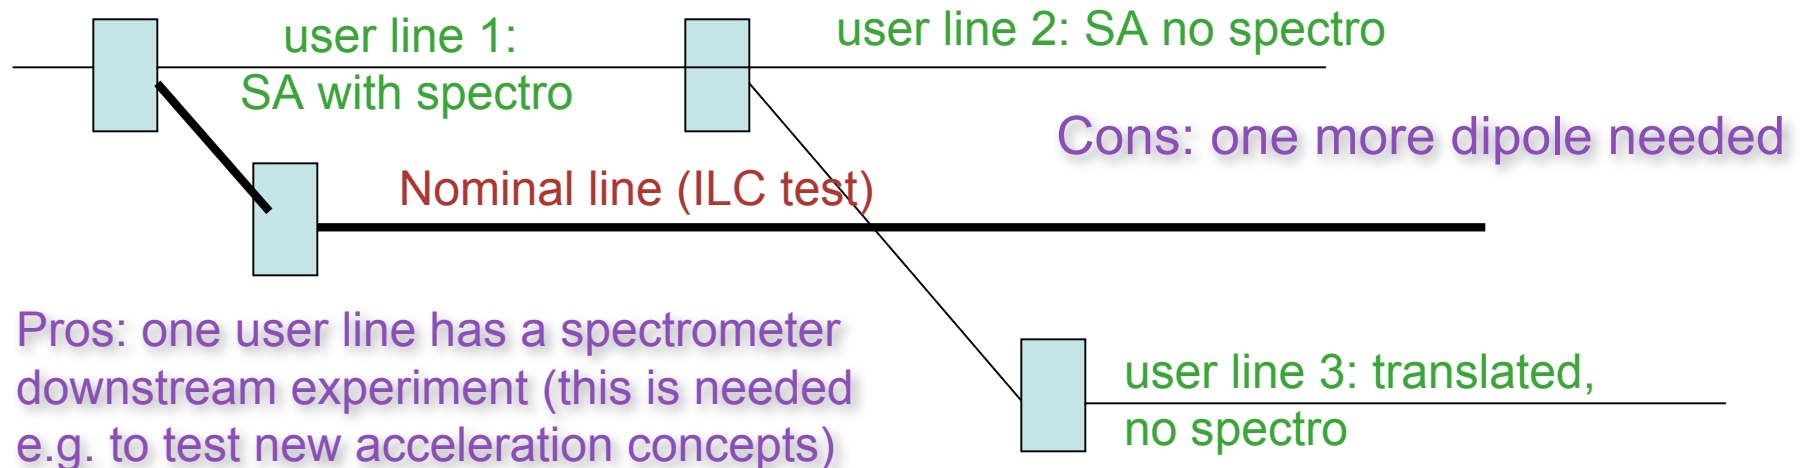 user line 1:
SA with spectro
user line 2: SA no spectro
Cons: one more dipole needed
Nominal line (ILC test)
Pros: one user line has a spectrometer
downstream experiment (this is needed
e.g. to test new acceleration concepts)
user line 3: translated,
no spectro